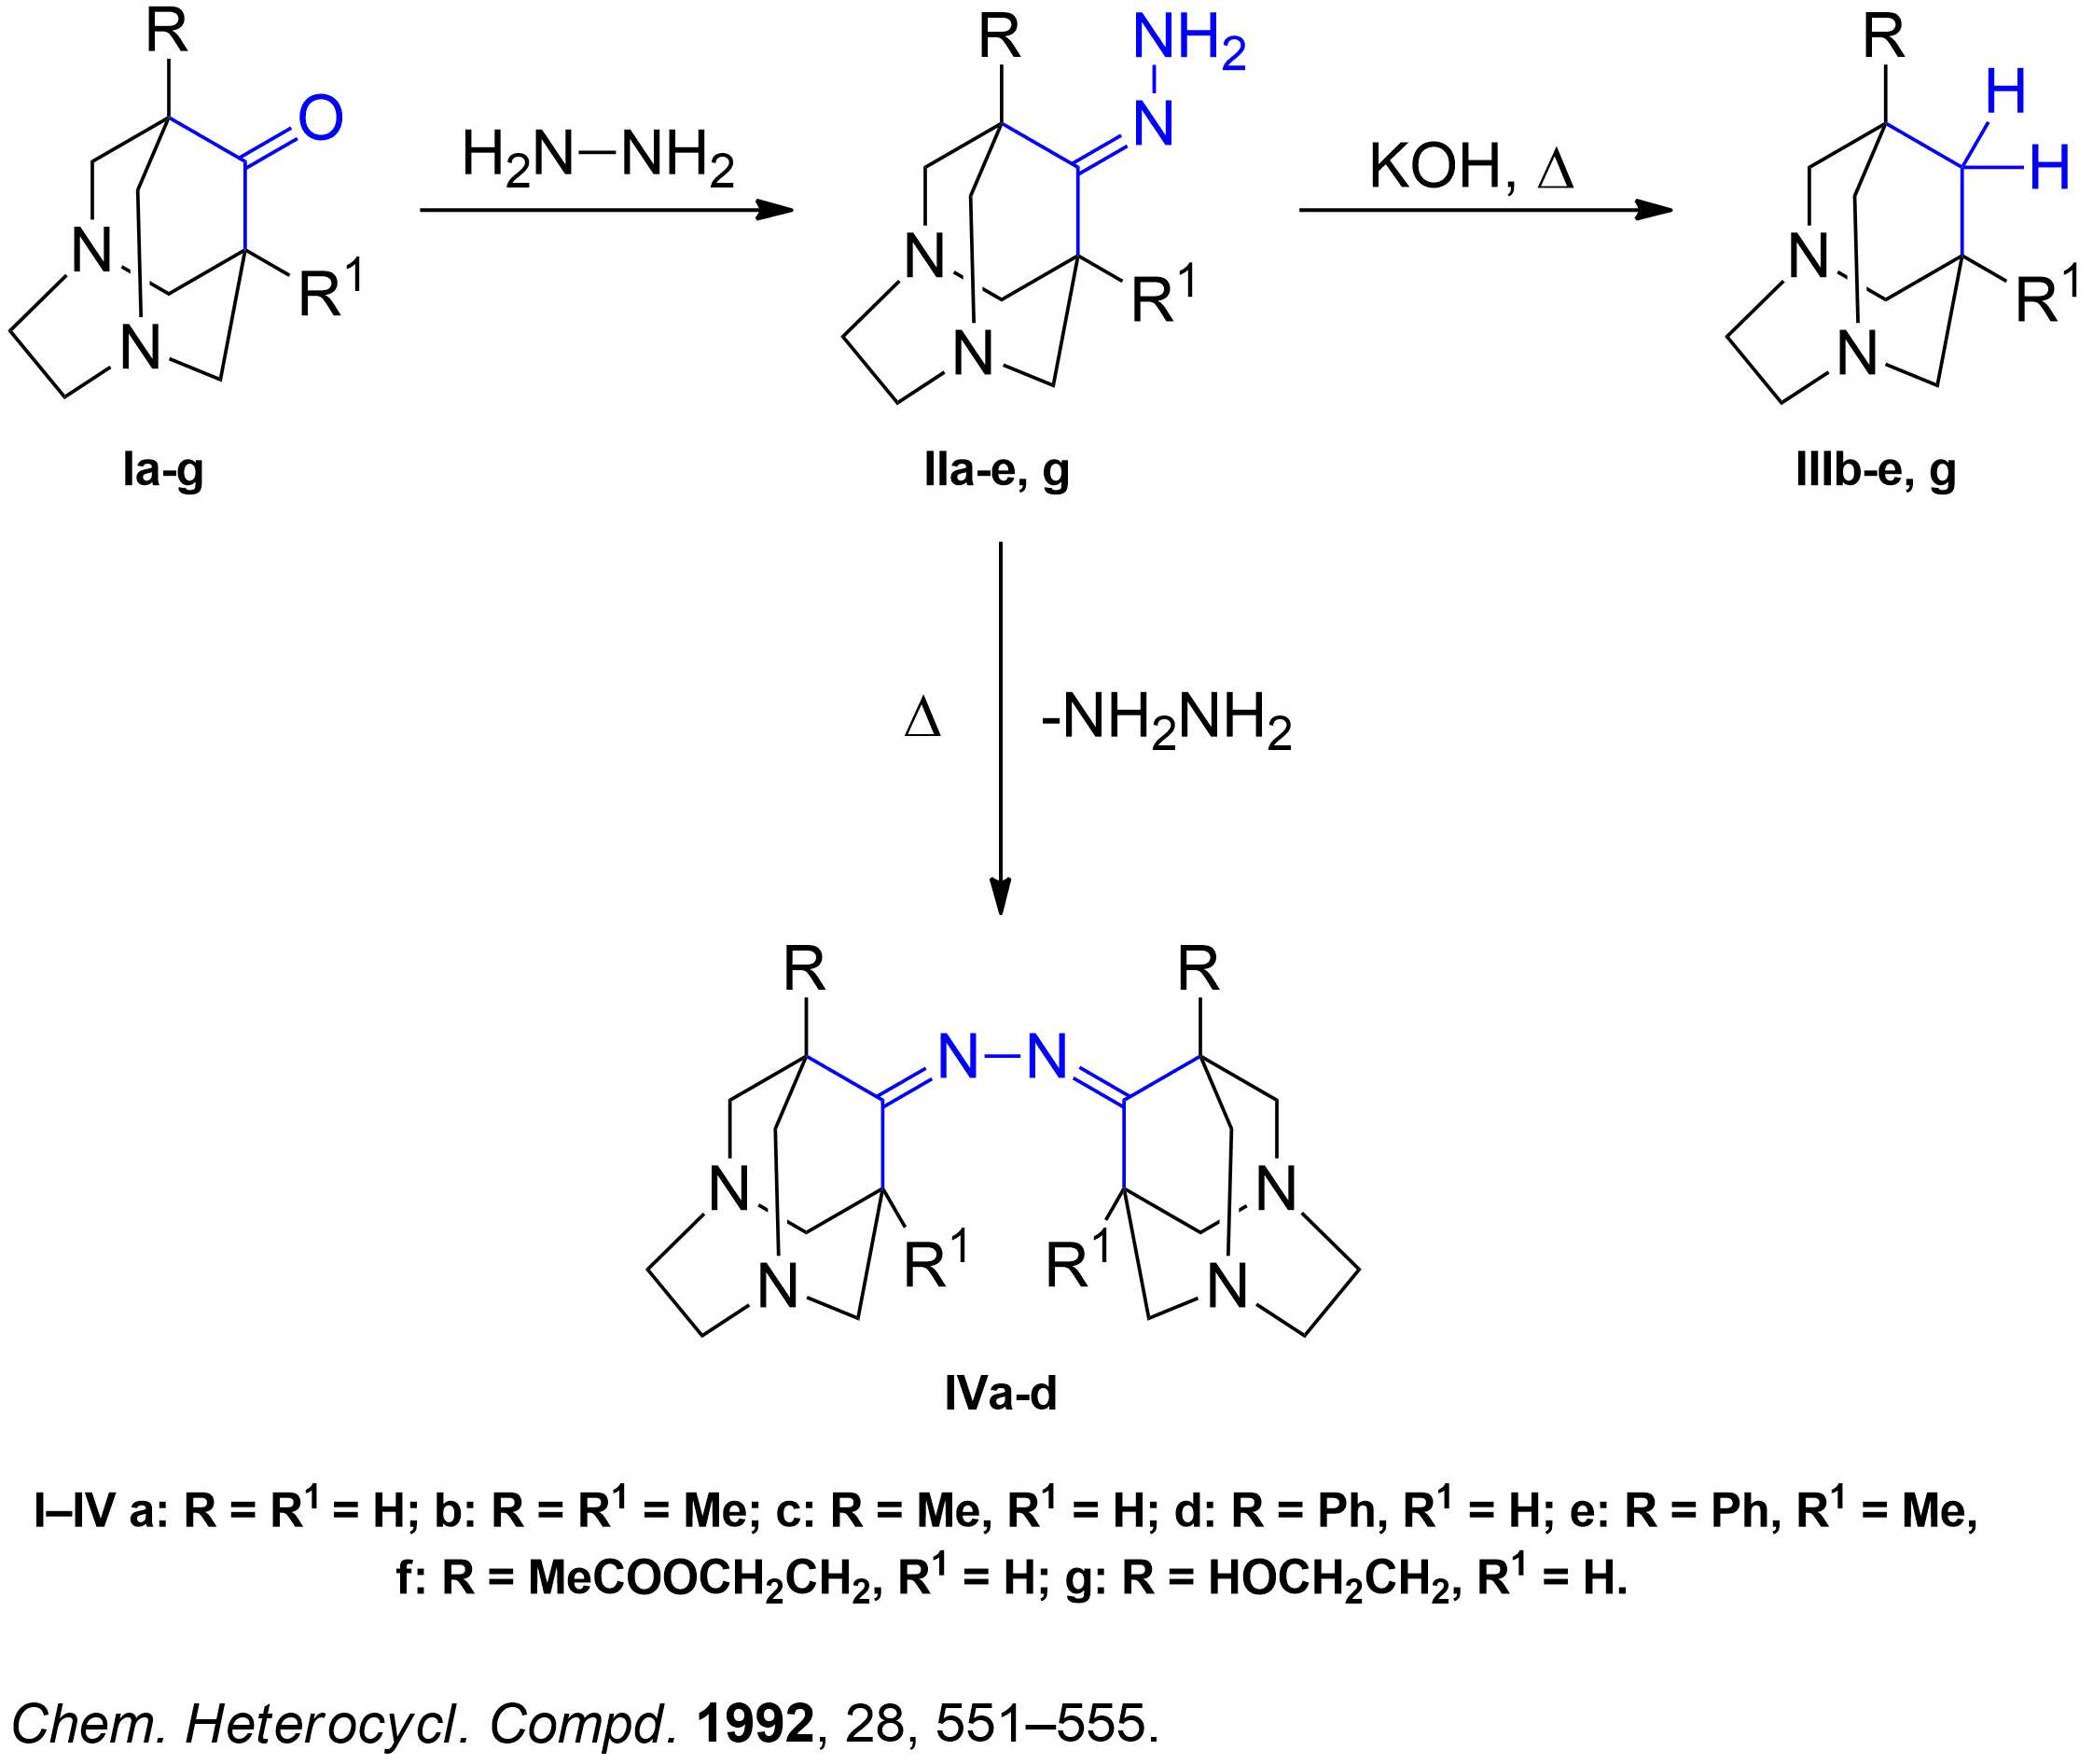 R
O
H₂N—NH₂
N
N
R¹
Ia-g
R
NH₂
N
KOH, Δ
N
N
R¹
IIa-e, g
R
H
H
N
N
R¹
IIIb-e, g
Δ
-NH₂NH₂
R
R
N—N
N
N
R¹
R¹
N
N
IVa-d
I–IV a: R = R¹ = H; b: R = R¹ = Me; c: R = Me, R¹ = H; d: R = Ph, R¹ = H; e: R = Ph, R¹ = Me,
f: R = MeCOOCH₂CH₂, R¹ = H; g: R = HOCH₂CH₂, R¹ = H.
Chem. Heterocycl. Compd. 1992, 28, 551–555.